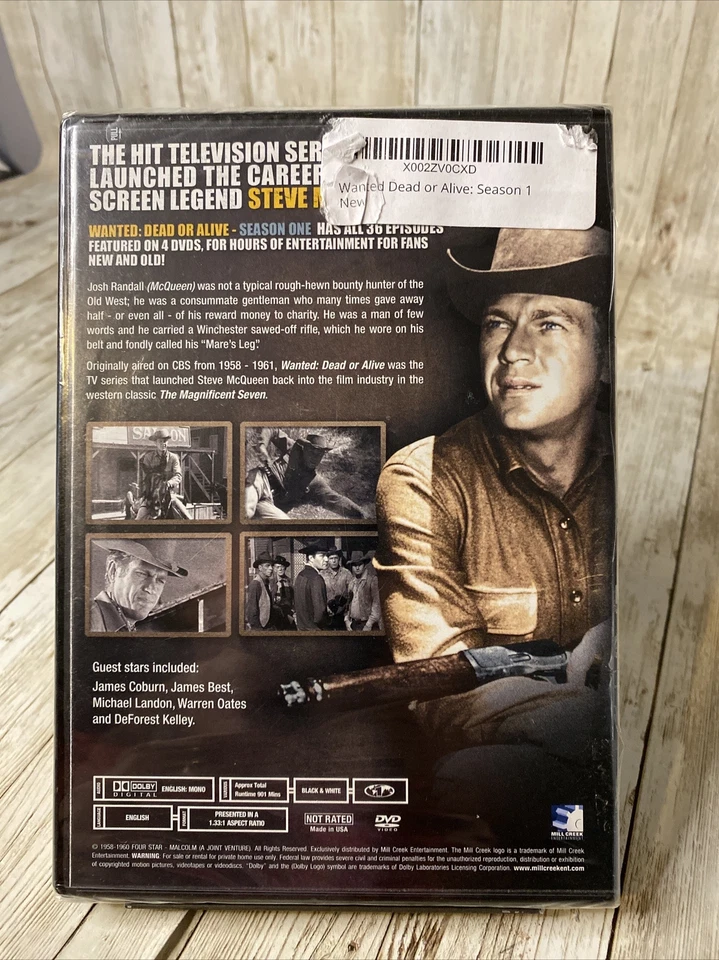 FULL
THE HIT TELEVISION SER
LAUNCHED THE CAREER
SCREEN LEGEND STEVE
X002ZV0CXD
Wanted Dead or Alive: Season 1
New
WANTED: DEAD OR ALIVE - SEASON ONE HAS ALL 36 EPISODES
FEATURED ON 4 DVDS, FOR HOURS OF ENTERTAINMENT FOR FANS
NEW AND OLD!
Josh Randall (McQueen) was not a typical rough-hewn bounty hunter of the
Old West; he was a consummate gentleman who many times gave away
half - or even all - of his reward money to charity. He was a man of few
words and he carried a Winchester sawed-off rifle, which he wore on his
belt and fondly called his “Mare's Leg”.
Originally aired on CBS from 1958 - 1961, Wanted: Dead or Alive was the
TV series that launched Steve McQueen back into the film industry in the
western classic The Magnificent Seven.
SALOON
Guest stars included:
James Coburn, James Best,
Michael Landon, Warren Oates
and DeForest Kelley.
DOLBY DIGITAL ENGLISH: MONO
Approx Total
Runtime 901 Mins
BLACK & WHITE
ENGLISH
FORMAT
PRESENTED IN A
1.33:1 ASPECT RATIO
NOT RATED
Made in USA
DVD
VIDEO
MILL CREEK
ENTERTAINMENT
© 1958-1960 FOUR STAR - MALCOLM (A JOINT VENTURE). All Rights Reserved. Exclusively distributed by Mill Creek Entertainment. The Mill Creek logo is a trademark of Mill Creek
Entertainment. WARNING: For sale or rental for private home use only. Federal law provides severe civil and criminal penalties for the unauthorized reproduction, distribution or exhibition
of copyrighted motion pictures, videotapes or videodiscs. “Dolby” and the (Dolby Logo) symbol are trademarks of Dolby Laboratories Licensing Corporation. www.millcreekent.com